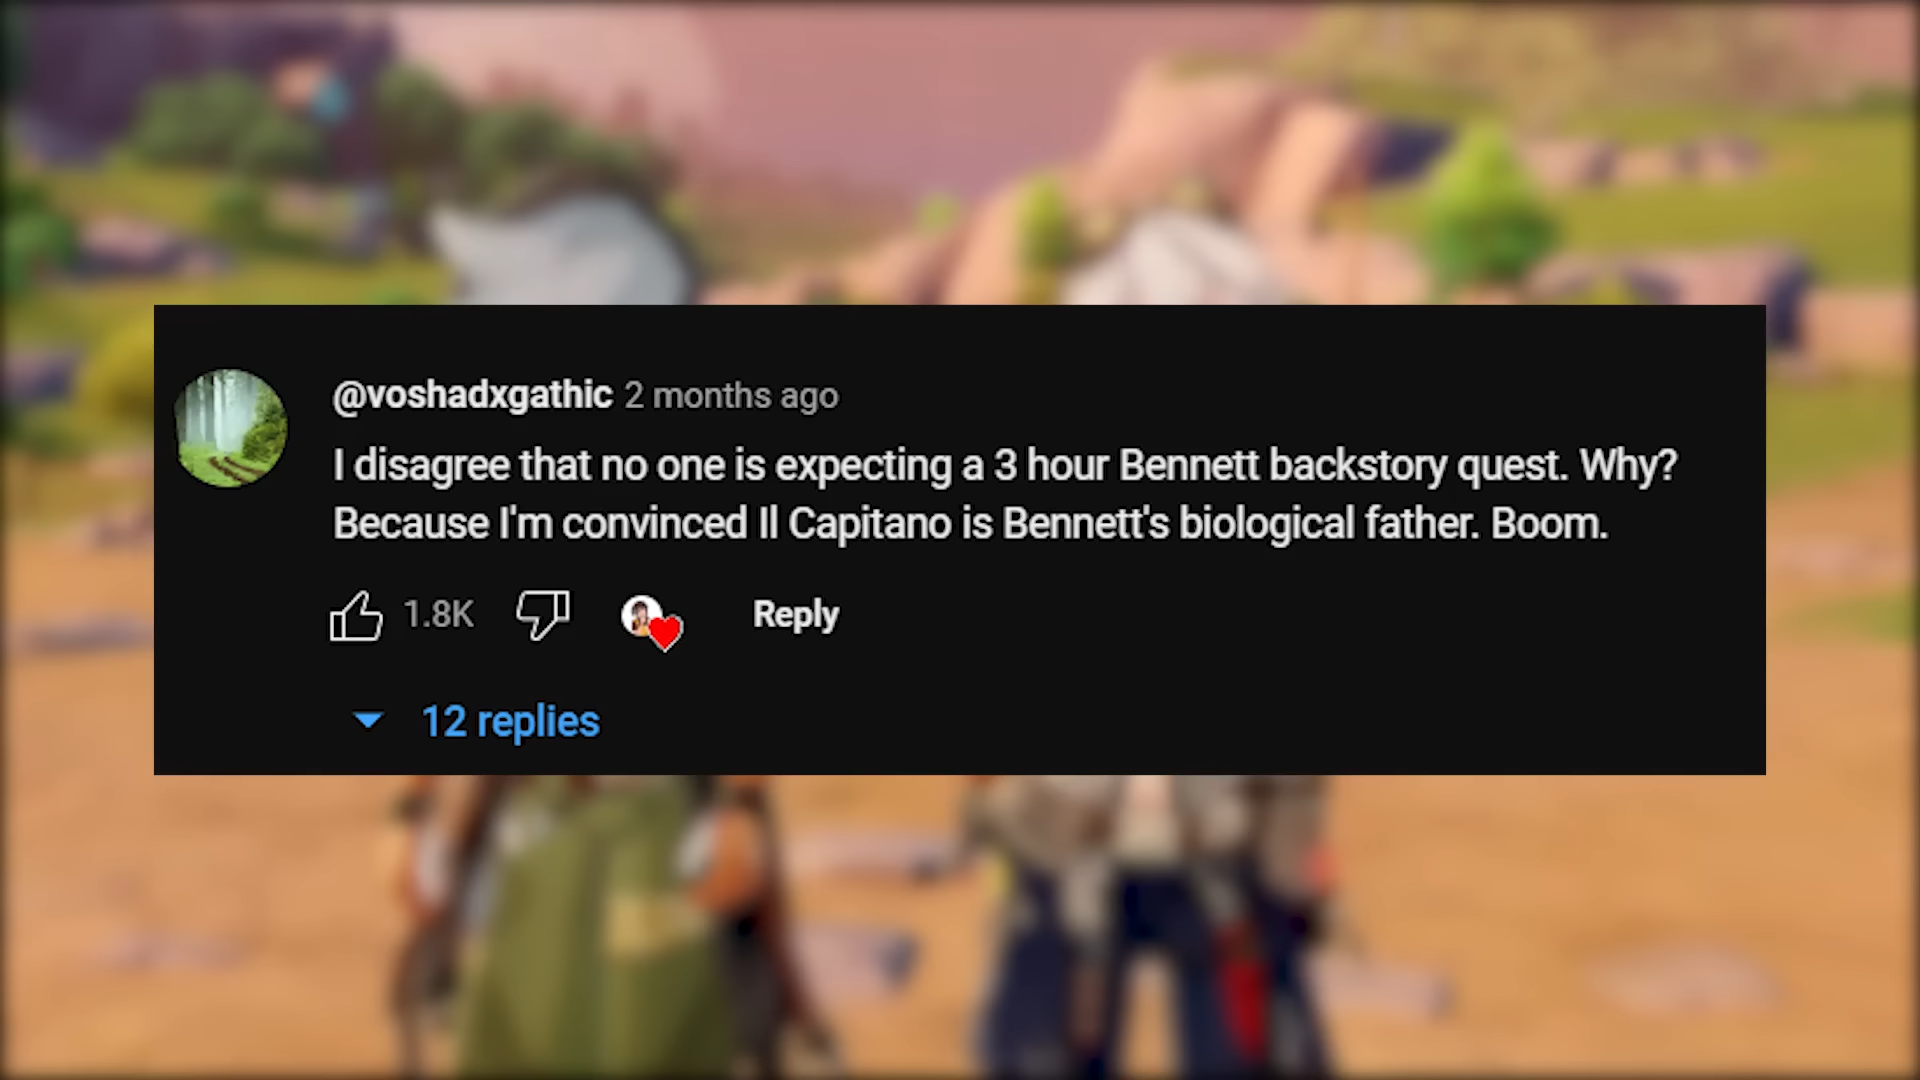 @voshadxgathic 2 months ago
I disagree that no one is expecting a 3 hour Bennett backstory quest. Why?
Because I'm convinced Il Capitano is Bennett's biological father. Boom.
1.8K Reply
12 replies